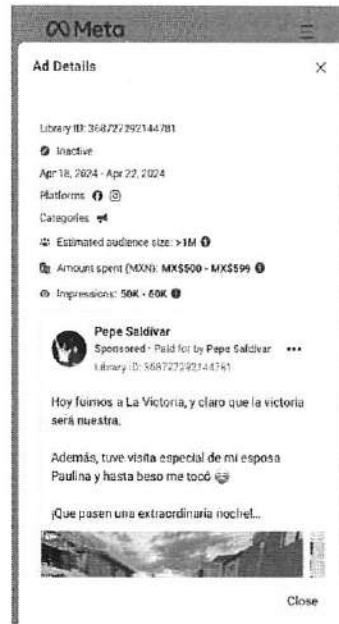 Meta
Ad Details
Library ID: 368727292144781
Inactive
Apr 18, 2024 - Apr 22, 2024
Platforms
Categories
Estimated audience size: >1M
Amount spent (MXN): MX$500 - MX$599
Impressions: 50K - 60K
Pepe Saldívar
Sponsored · Paid for by Pepe Saldívar
Library ID: 368727292144781
Hoy fuimos a La Victoria, y claro que la victoria
será nuestra.
Además, tuve visita especial de mi esposa
Paulina y hasta beso me tocó
¡Que pasen una extraordinaria noche!...
Close